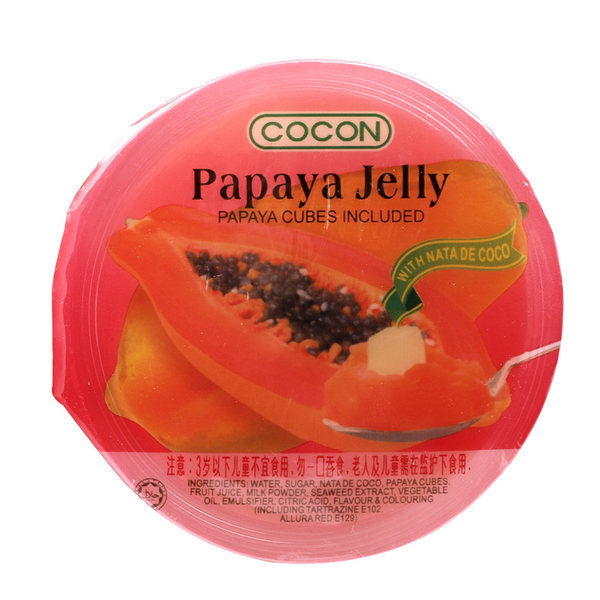 COCON
Papaya Jelly
PAPAYA CUBES INCLUDED
WITH NATA DE COCO
注意：3岁以下儿童不宜食用，勿一口吞食，老人及儿童需在监护下食用．
INGREDIENTS: WATER, SUGAR, NATA DE COCO, PAPAYA CUBES,
FRUIT JUICE, MILK POWDER, SEAWEED EXTRACT, VEGETABLE
OIL, EMULSIFIER, CITRIC ACID, FLAVOUR & COLOURING
(INCLUDING TARTRAZINE E102.
ALLURA RED E129)